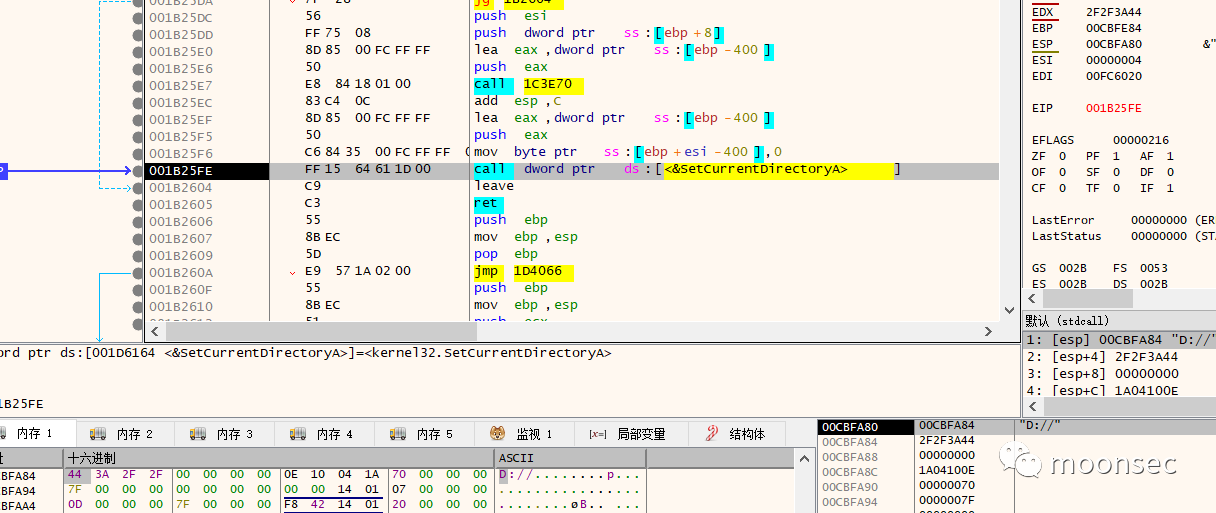 001B25DA 7F 28 jg 1B2604
001B25DC 56 push esi
001B25DD FF 75 08 push dword ptr ss:[ebp+8]
001B25E0 8D 85 00 FC FF FF lea eax,dword ptr ss:[ebp-400]
001B25E6 50 push eax
001B25E7 E8 84 18 01 00 call 1C3E70
001B25EC 83 C4 0C add esp,C
001B25EF 8D 85 00 FC FF FF lea eax,dword ptr ss:[ebp-400]
001B25F5 50 push eax
001B25F6 C6 84 35 00 FC FF FF 0 mov byte ptr ss:[ebp+esi-400],0
001B25FE FF 15 64 61 1D 00 call dword ptr ds:[<&SetCurrentDirectoryA>]
001B2604 C9 leave
001B2605 C3 ret
001B2606 55 push ebp
001B2607 8B EC mov ebp,esp
001B2609 5D pop ebp
001B260A E9 57 1A 02 00 jmp 1D4066
001B260F 55 push ebp
001B2610 8B EC mov ebp,esp
EDX 2F2F3A44
EBP 00CBFE84
ESP 00CBFA80 &"
ESI 00000004
EDI 00FC6020
EIP 001B25FE
EFLAGS 00000216
ZF 0 PF 1 AF 1
OF 0 SF 0 DF 0
CF 0 TF 0 IF 1
LastError 00000000 (ER
LastStatus 00000000 (ST
GS 002B FS 0053
ES 002B DS 002B
默认 (stdcall)
1: [esp] 00CBFA84 "D://"
2: [esp+4] 2F2F3A44
3: [esp+8] 00000000
4: [esp+C] 1A04100E
ord ptr ds:[001D6164 <&SetCurrentDirectoryA>]=<kernel32.SetCurrentDirectoryA>
1B25FE
内存 1 内存 2 内存 3 内存 4 内存 5 监视 1 [x=] 局部变量 结构体
址 十六进制 ASCII
CBFA84 44 3A 2F 2F 00 00 00 00 0E 10 04 1A 70 00 00 00 D://........p...
CBFA94 7F 00 00 00 00 00 00 00 00 00 14 01 07 00 00 00 ................
CBFAA4 0D 00 00 00 7F 00 00 00 F8 42 14 01 20 00 00 00 ........øB.. ...
00CBFA80 00CBFA84 "D://"
00CBFA84 2F2F3A44
00CBFA88 00000000
00CBFA8C 1A04100E
00CBFA90 00000070
00CBFA94 0000007F
moonsec